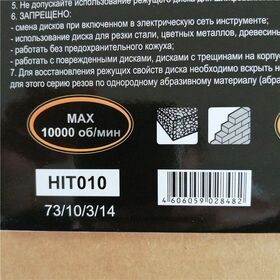 5. Не допускайте использования режущего диска для
6. ЗАПРЕЩЕНО:
- смена дисков при включенном в электрическую сеть инструменте;
- использование диска для резки стали, цветных металлов, древесины
- работать без предохранительного кожуха;
- работать с поврежденными дисками, дисками с трещинами на корпусе
7. Для восстановления режущих свойств диска необходимо вскрыть
для этого серию резов по однородному абразивному материалу (абра
MAX
10000 об/мин
HIT010
73/10/3/14
4606059028482